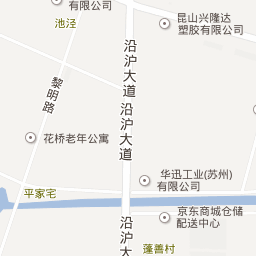 有限公司
池泾
昆山兴隆达
塑胶有限公司
沿沪大道
黎明路
沿沪大道
花桥老年公寓
华迅工业(苏州)
有限公司
平家宅
京东商城仓储
配送中心
沿沪
蓬善村